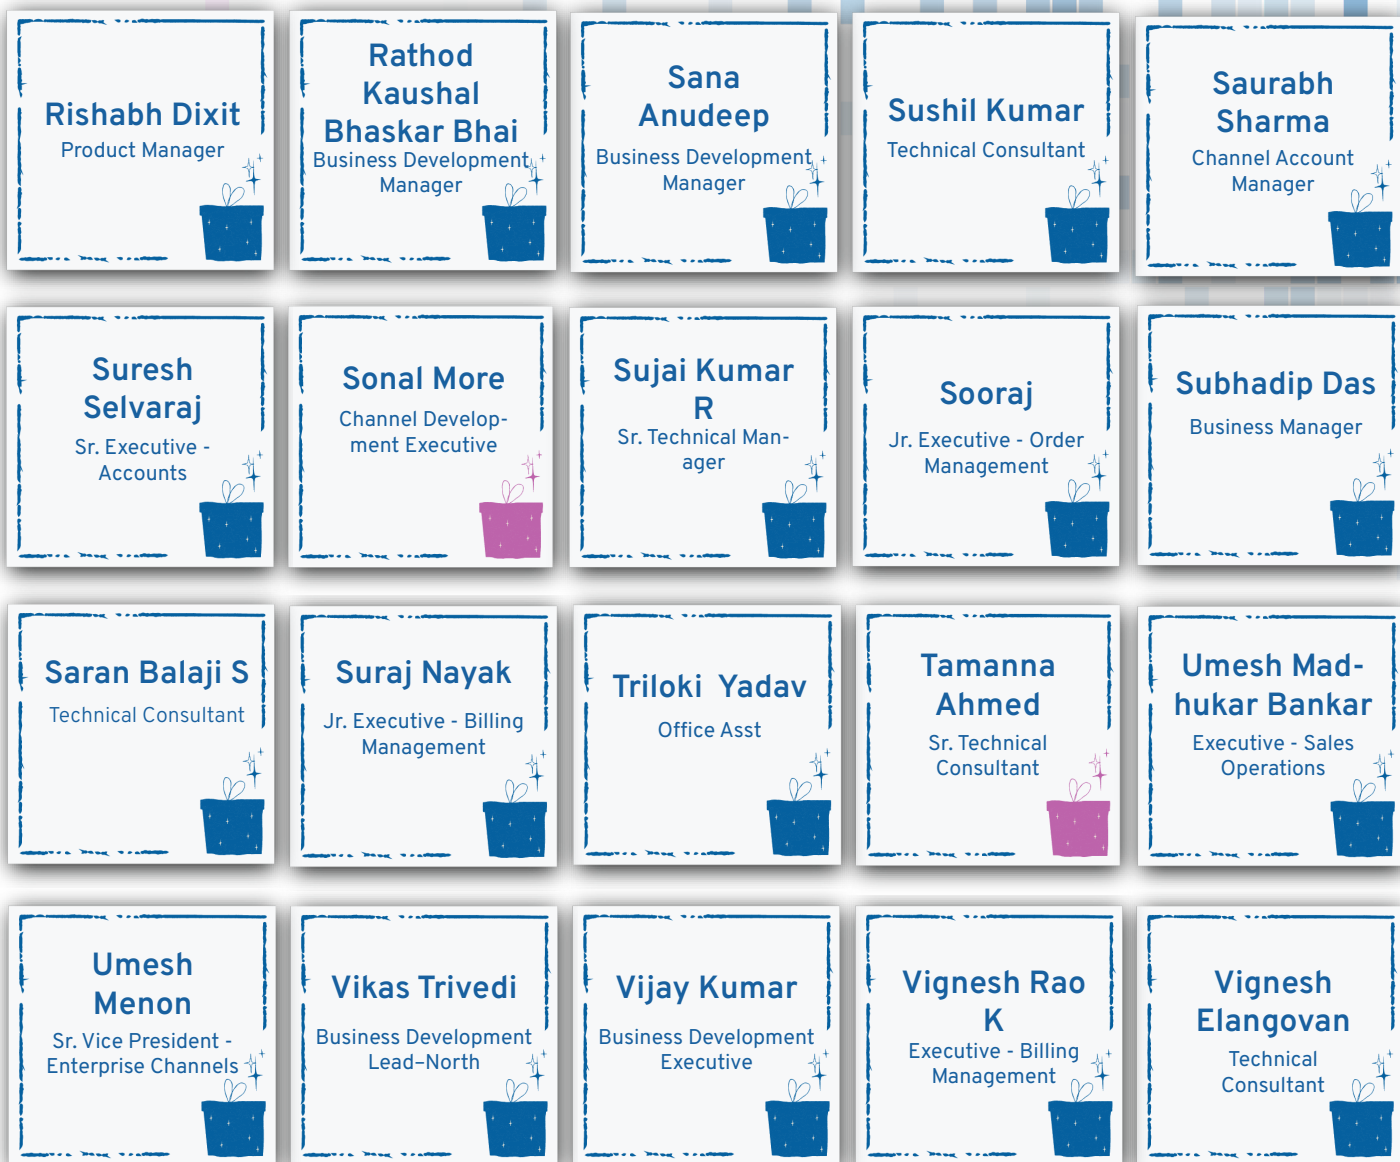 Rishabh Dixit
Product Manager
Rathod
Kaushal
Bhaskar Bhai
Business Development
Manager
Sana
Anudeep
Business Development
Manager
Sushil Kumar
Technical Consultant
Saurabh
Sharma
Channel Account
Manager
Suresh
Selvaraj
Sr. Executive -
Accounts
Sonal More
Channel Develop-
ment Executive
Sujai Kumar
R
Sr. Technical Man-
ager
Sooraj
Jr. Executive - Order
Management
Subhadip Das
Business Manager
Saran Balaji S
Technical Consultant
Suraj Nayak
Jr. Executive - Billing
Management
Triloki  Yadav
Office Asst
Tamanna
Ahmed
Sr. Technical
Consultant
Umesh Mad-
hukar Bankar
Executive - Sales
Operations
Umesh
Menon
Sr. Vice President -
Enterprise Channels
Vikas Trivedi
Business Development
Lead–North
Vijay Kumar
Business Development
Executive
Vignesh Rao
K
Executive - Billing
Management
Vignesh
Elangovan
Technical
Consultant